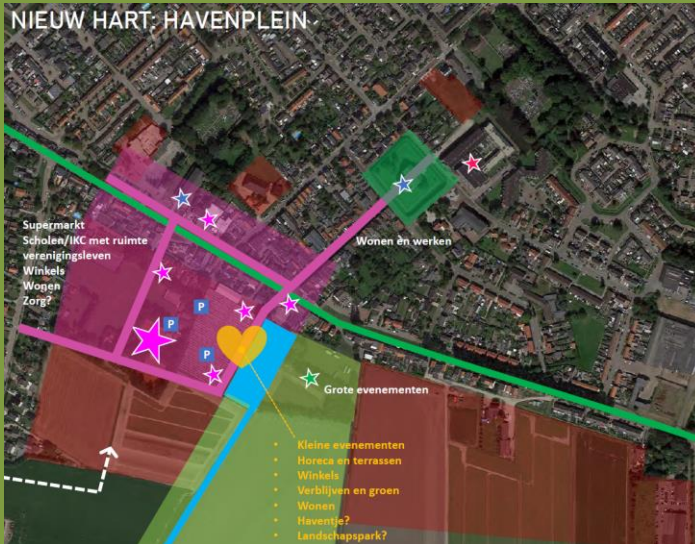 NIEUW HART: HAVENPLEIN
Supermarkt
Scholen/IKC met ruimte
verenigingsleven
Winkels
Wonen
Zorg?
Wonen en werken
P
P
P
Grote evenementen
• Kleine evenementen
• Horeca en terrassen
• Winkels
• Verblijven en groen
• Wonen
• Haventje?
• Landschapspark?